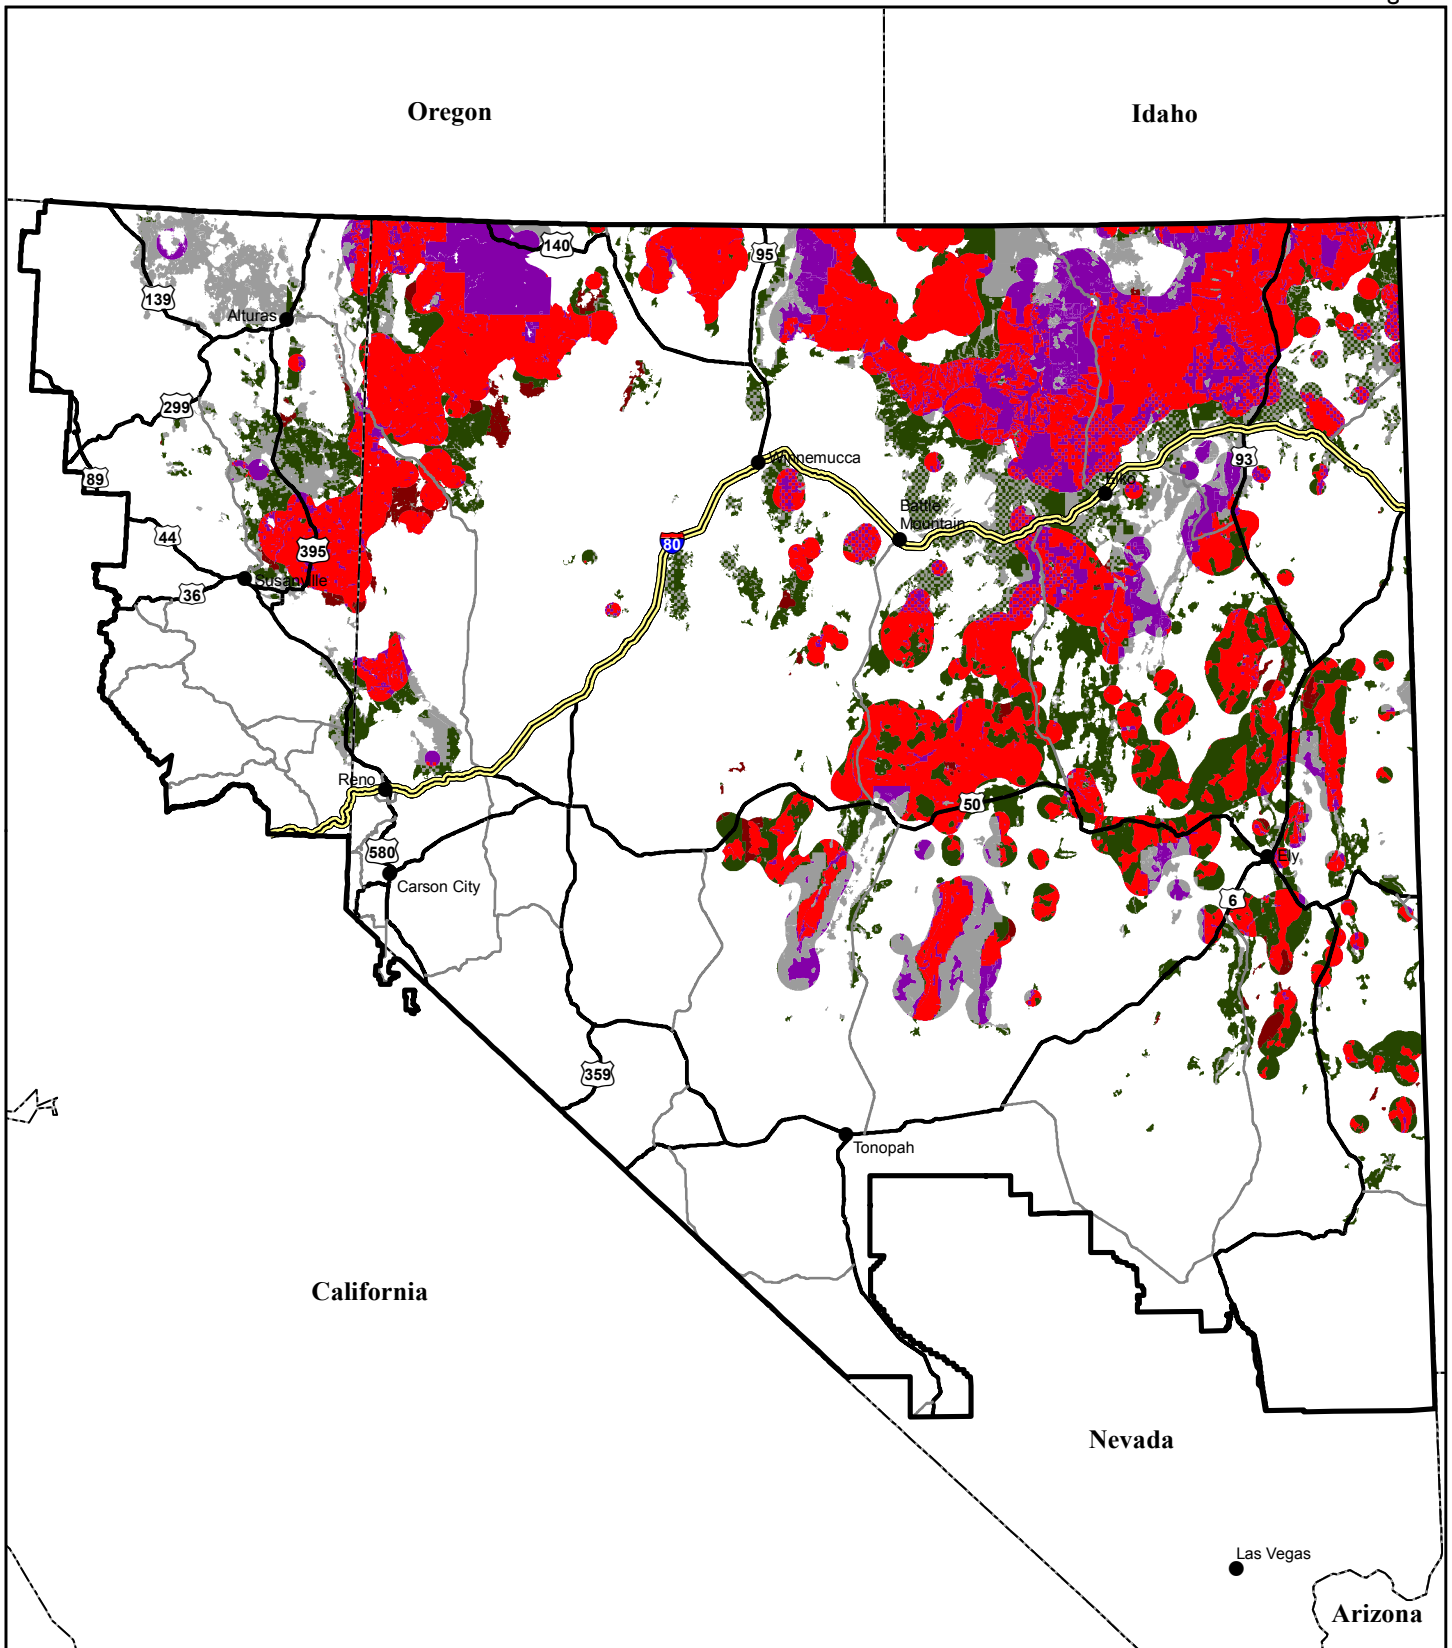 Oregon
Idaho
140
95
139
Alturas
299
89
Winnemucca
93
Elko
Battle
Mountain
44
395
80
Susanville
36
Reno
50
580
Ely
Carson City
6
359
Tonopah
California
Nevada
Las Vegas
Arizona